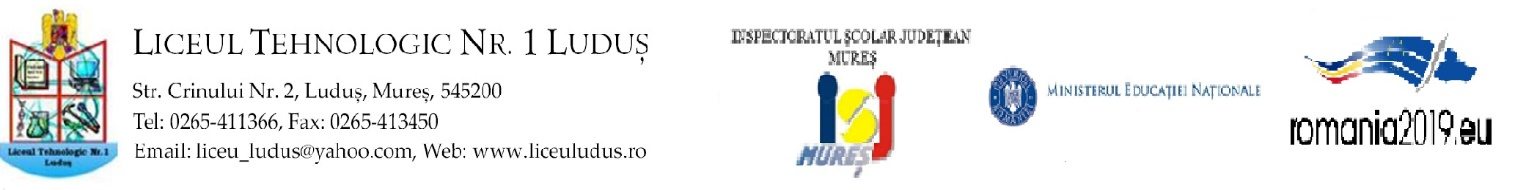 LICEUL TEHNOLOGIC NR. 1 LUDUȘ
Str. Crinului Nr. 2, Luduș, Mureș, 545200
Tel: 0265-411366, Fax: 0265-413450
Email: liceu_ludus@yahoo.com, Web: www.liceuludus.ro
Liceul Tehnologic Nr. 1
Luduș
INSPECTORATUL ȘCOLAR JUDEȚEAN
MUREȘ
ISJ
MUREȘ
GUVERNUL ROMÂNIEI
MINISTERUL EDUCAȚIEI NAȚIONALE
romania2019.eu